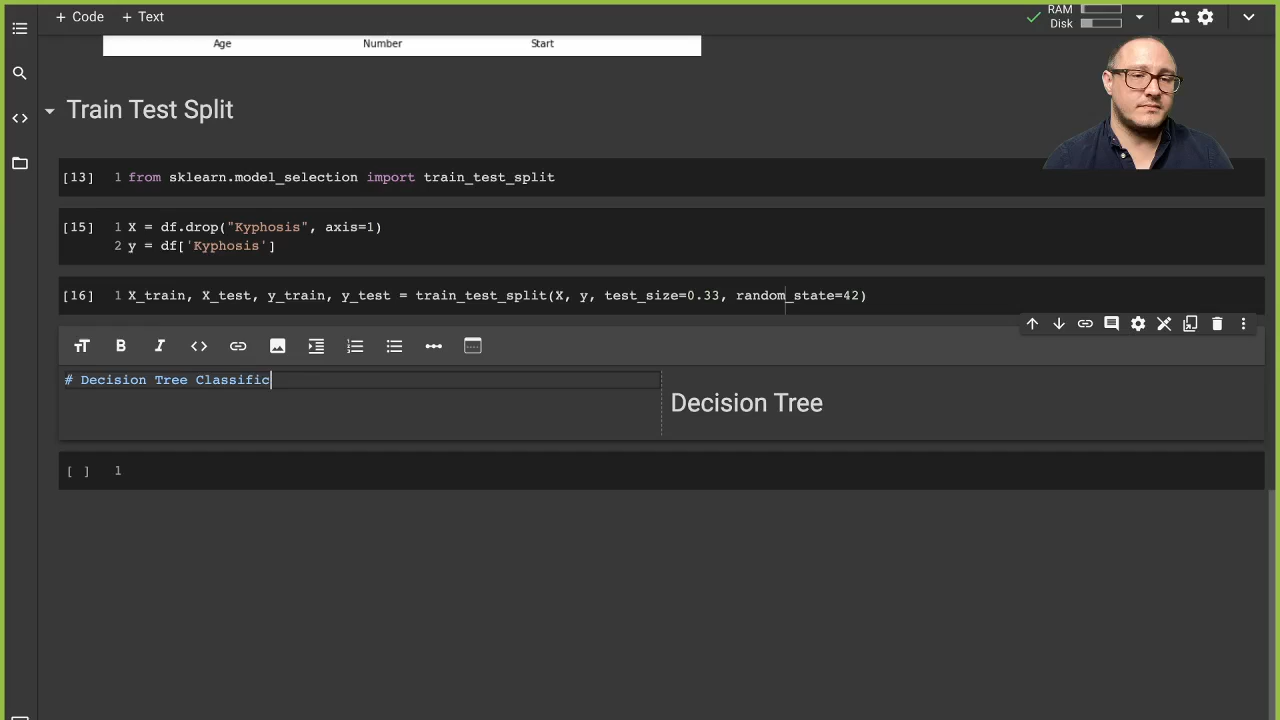 + Code + Text
RAM
Disk
Age Number Start
Train Test Split
[13] 1 from sklearn.model_selection import train_test_split
[15] 1 X = df.drop("Kyphosis", axis=1)
2 y = df['Kyphosis']
[16] 1 X_train, X_test, y_train, y_test = train_test_split(X, y, test_size=0.33, random_state=42)
# Decision Tree Classific
Decision Tree
[ ] 1